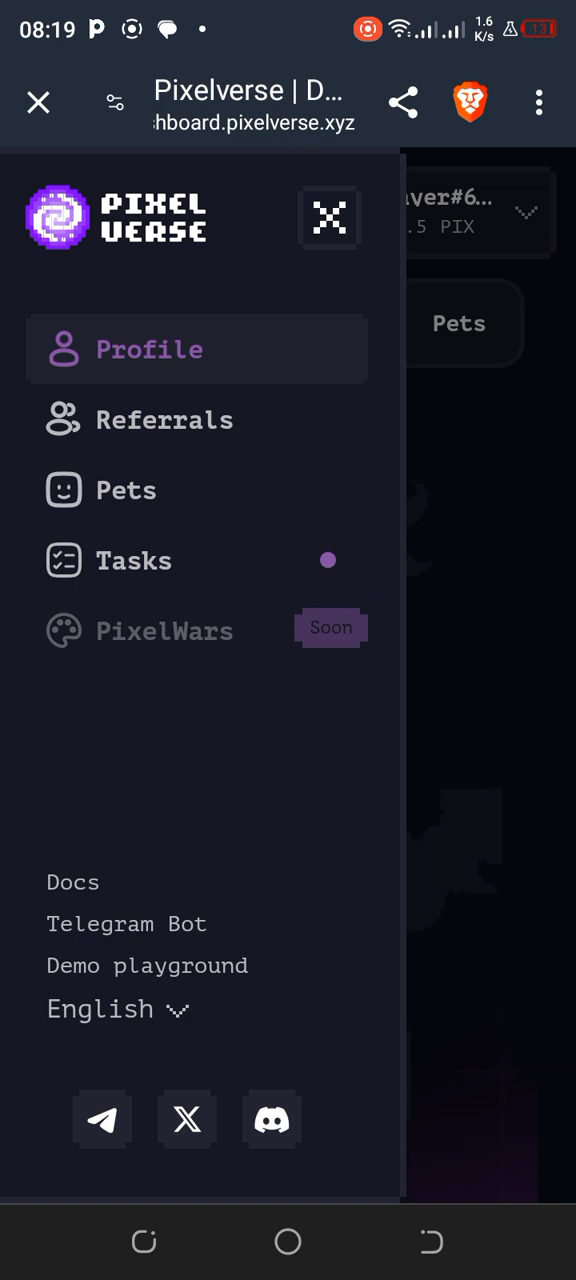 08:19
1.6
K/s
13
Pixelverse | D...
hboard.pixelverse.xyz
PIXEL
VERSE
ver#6...
.5 PIX
Profile
Pets
Referrals
Pets
Tasks
PixelWars
Soon
Docs
Telegram Bot
Demo playground
English